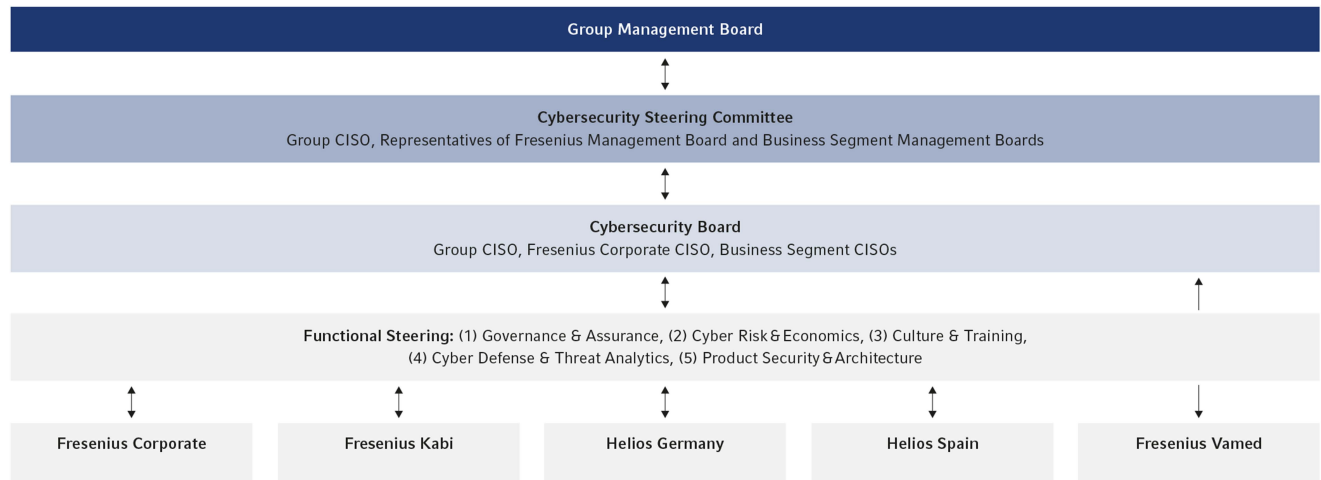 Group Management Board
Cybersecurity Steering Committee
Group CISO, Representatives of Fresenius Management Board and Business Segment Management Boards
Cybersecurity Board
Group CISO, Fresenius Corporate CISO, Business Segment CISOs
Functional Steering: (1) Governance & Assurance, (2) Cyber Risk & Economics, (3) Culture & Training,
(4) Cyber Defense & Threat Analytics, (5) Product Security & Architecture
Fresenius Corporate
Fresenius Kabi
Helios Germany
Helios Spain
Fresenius Vamed